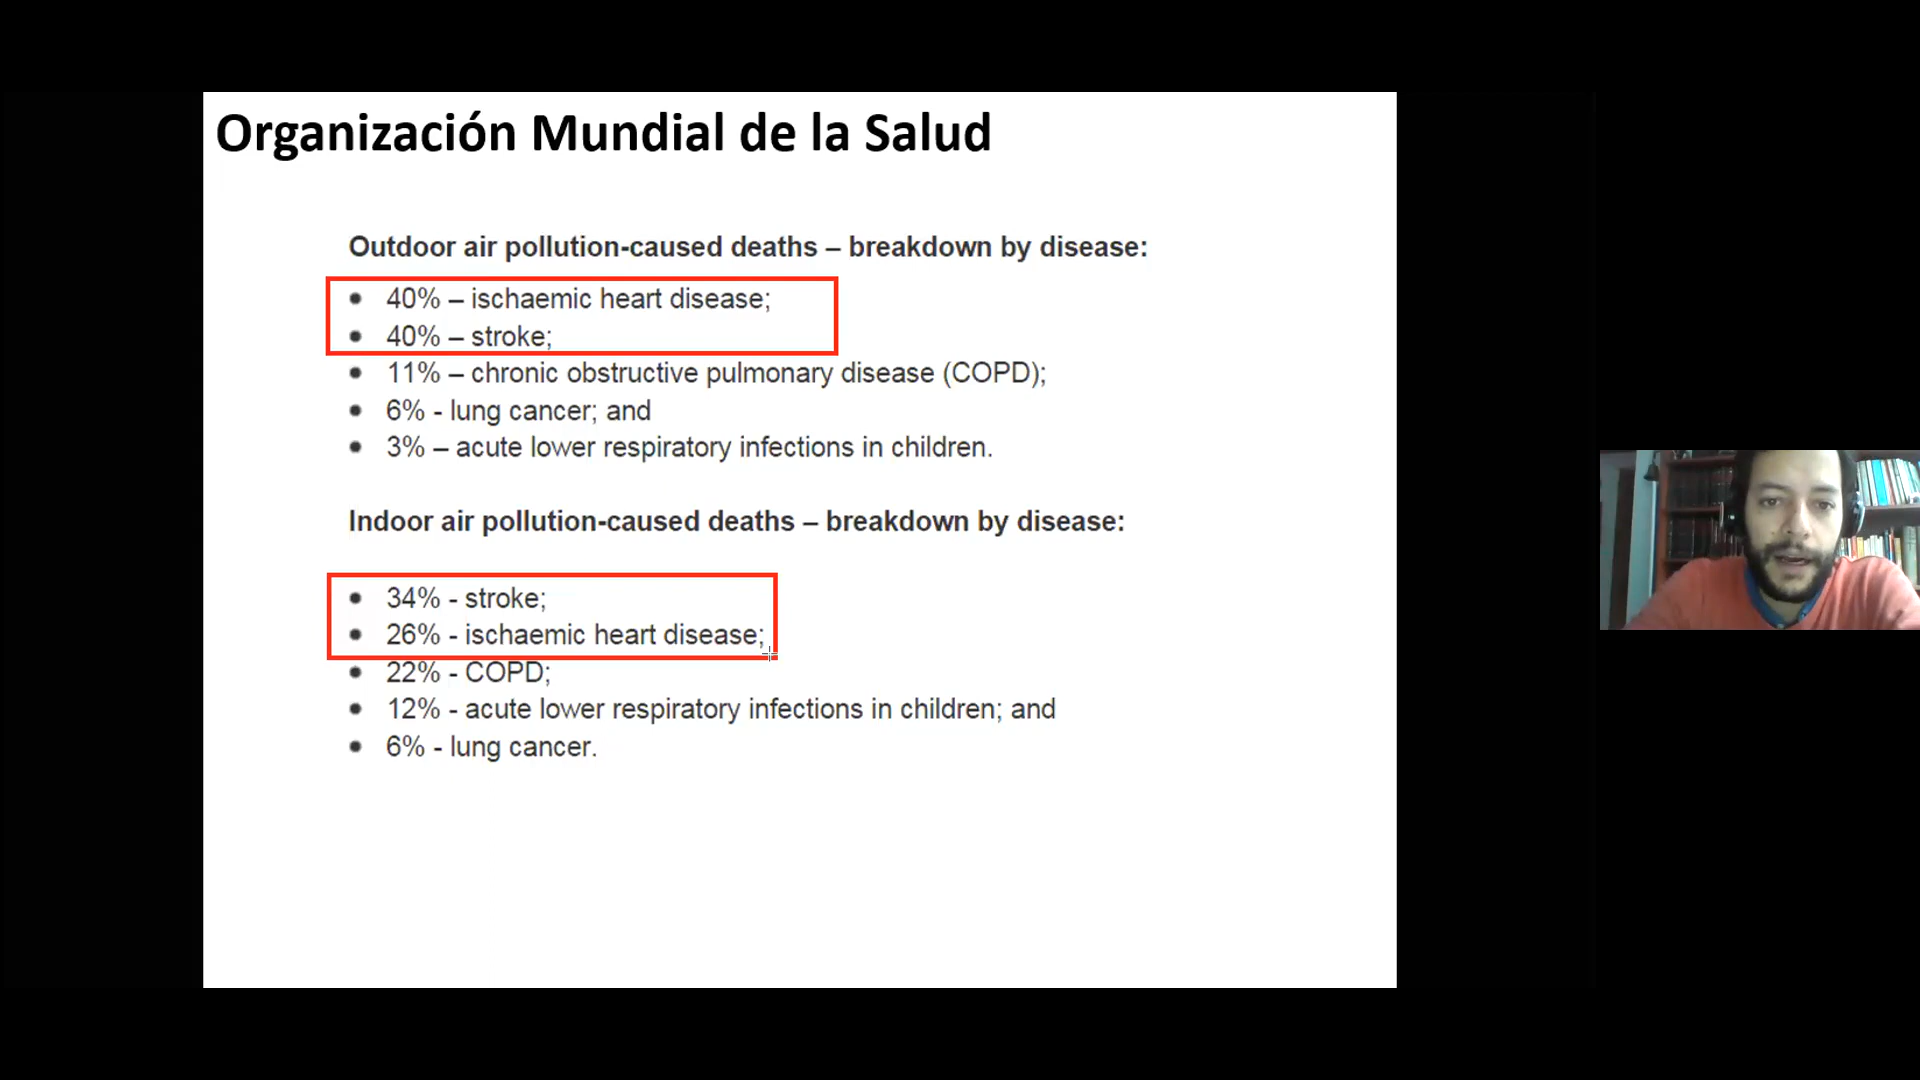 Organización Mundial de la Salud
Outdoor air pollution-caused deaths – breakdown by disease:
40% – ischaemic heart disease;
40% – stroke;
11% – chronic obstructive pulmonary disease (COPD);
6% - lung cancer; and
3% – acute lower respiratory infections in children.
Indoor air pollution-caused deaths – breakdown by disease:
34% - stroke;
26% - ischaemic heart disease;
22% - COPD;
12% - acute lower respiratory infections in children; and
6% - lung cancer.